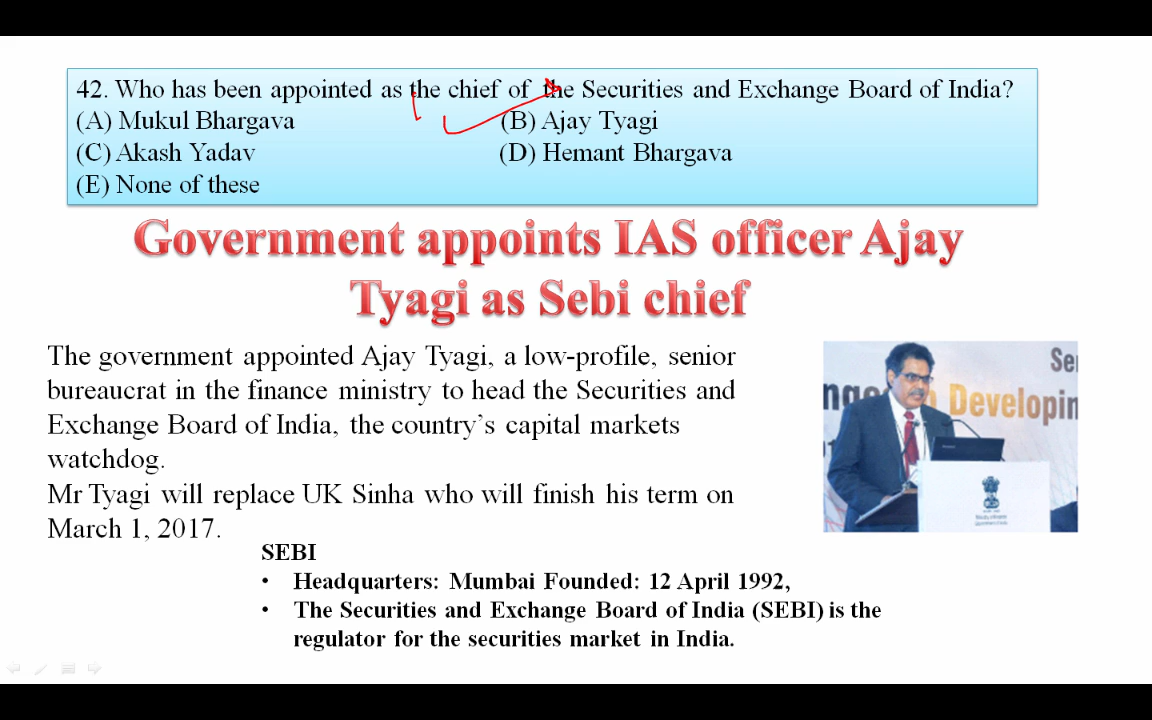 42. Who has been appointed as the chief of the Securities and Exchange Board of India?
(A) Mukul Bhargava (B) Ajay Tyagi
(C) Akash Yadav (D) Hemant Bhargava
(E) None of these
Government appoints IAS officer Ajay
Tyagi as Sebi chief
The government appointed Ajay Tyagi, a low-profile, senior
bureaucrat in the finance ministry to head the Securities and
Exchange Board of India, the country’s capital markets
watchdog.
Mr Tyagi will replace UK Sinha who will finish his term on
March 1, 2017.
Developin
SEBI
• Headquarters: Mumbai Founded: 12 April 1992,
• The Securities and Exchange Board of India (SEBI) is the
regulator for the securities market in India.